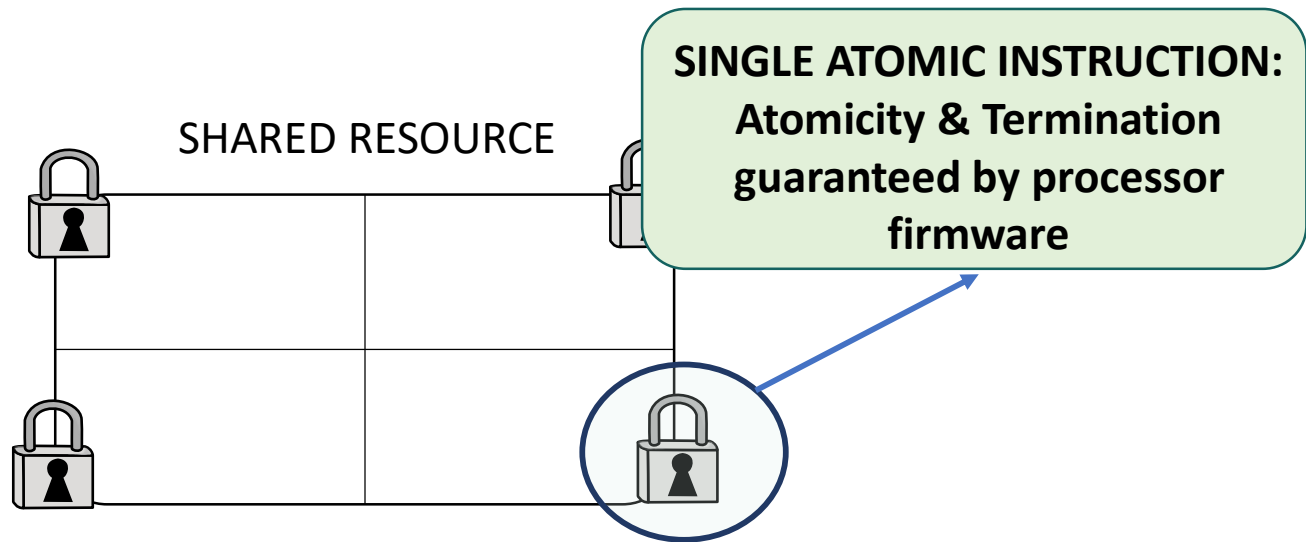 SINGLE ATOMIC INSTRUCTION:
Atomicity & Termination
guaranteed by processor
firmware
SHARED RESOURCE